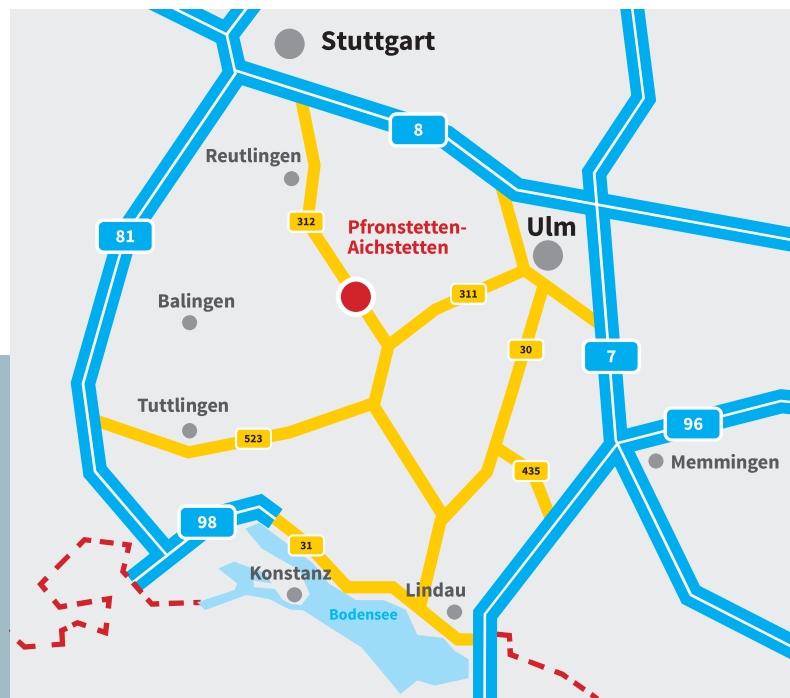 Stuttgart
8
Reutlingen
312
Pfronstetten-
Aichstetten
Ulm
81
311
Balingen
30
7
Tuttlingen
523
96
435
Memmingen
98
31
Konstanz
Lindau
Bodensee